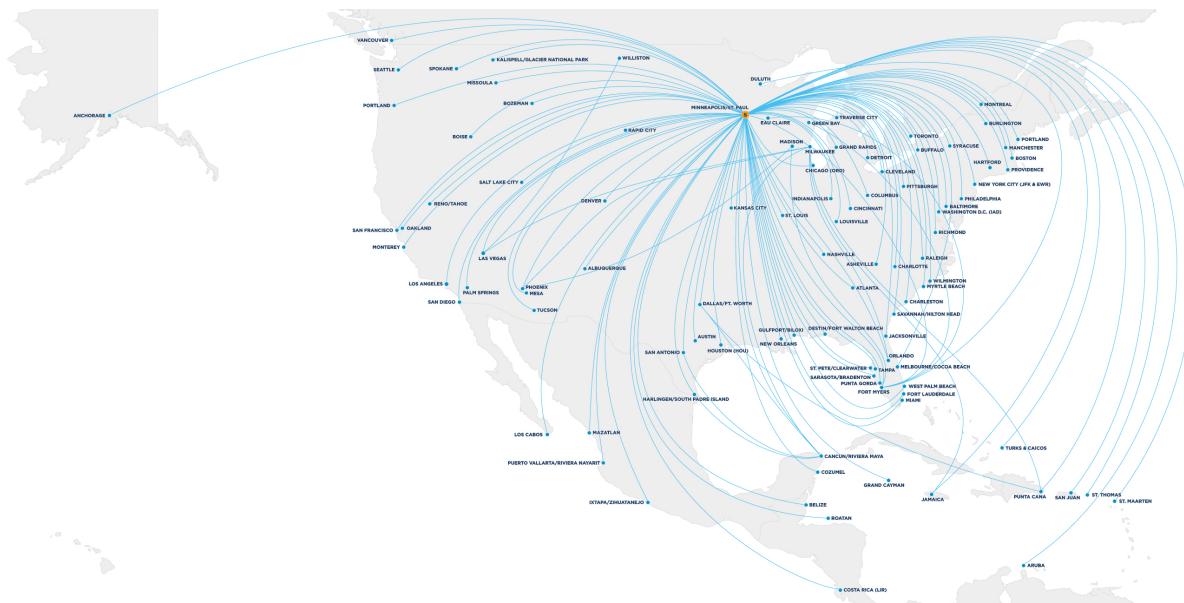 VANCOUVER
SEATTLE
SPOKANE
KALISPELL/GLACIER NATIONAL PARK
WILLISTON
MISSOULA
DULUTH
PORTLAND
BOZEMAN
MINNEAPOLIS/ST. PAUL
S
ANCHORAGE
EAU CLAIRE
GREEN BAY
TRAVERSE CITY
MONTREAL
BURLINGTON
BOISE
RAPID CITY
TORONTO
PORTLAND
MADISON
MILWAUKEE
GRAND RAPIDS
BUFFALO
SYRACUSE
MANCHESTER
DETROIT
BOSTON
CHICAGO (ORD)
CLEVELAND
HARTFORD
PROVIDENCE
SALT LAKE CITY
PITTSBURGH
NEW YORK CITY (JFK & EWR)
RENO/TAHOE
DENVER
INDIANAPOLIS
COLUMBUS
PHILADELPHIA
KANSAS CITY
CINCINNATI
BALTIMORE
WASHINGTON D.C. (IAD)
ST. LOUIS
LOUISVILLE
SAN FRANCISCO
OAKLAND
RICHMOND
MONTEREY
LAS VEGAS
NASHVILLE
RALEIGH
ALBUQUERQUE
ASHEVILLE
CHARLOTTE
LOS ANGELES
PALM SPRINGS
PHOENIX
MESA
ATLANTA
WILMINGTON
MYRTLE BEACH
SAN DIEGO
TUCSON
DALLAS/FT. WORTH
CHARLESTON
SAVANNAH/HILTON HEAD
GULFPORT/BILOXI
DESTIN/FORT WALTON BEACH
JACKSONVILLE
AUSTIN
NEW ORLEANS
HOUSTON (HOU)
SAN ANTONIO
ORLANDO
ST. PETE/CLEARWATER
TAMPA
MELBOURNE/COCOA BEACH
SARASOTA/BRADENTON
PUNTA GORDA
WEST PALM BEACH
FORT MYERS
FORT LAUDERDALE
HARLINGEN/SOUTH PADRE ISLAND
MIAMI
LOS CABOS
MAZATLAN
TURKS & CAICOS
PUERTO VALLARTA/RIVIERA NAYARIT
CANCUN/RIVIERA MAYA
COZUMEL
GRAND CAYMAN
IXTAPA/ZIHUATANEJO
JAMAICA
PUNTA CANA
SAN JUAN
ST. THOMAS
ST. MAARTEN
BELIZE
ROATAN
ARUBA
COSTA RICA (LIR)